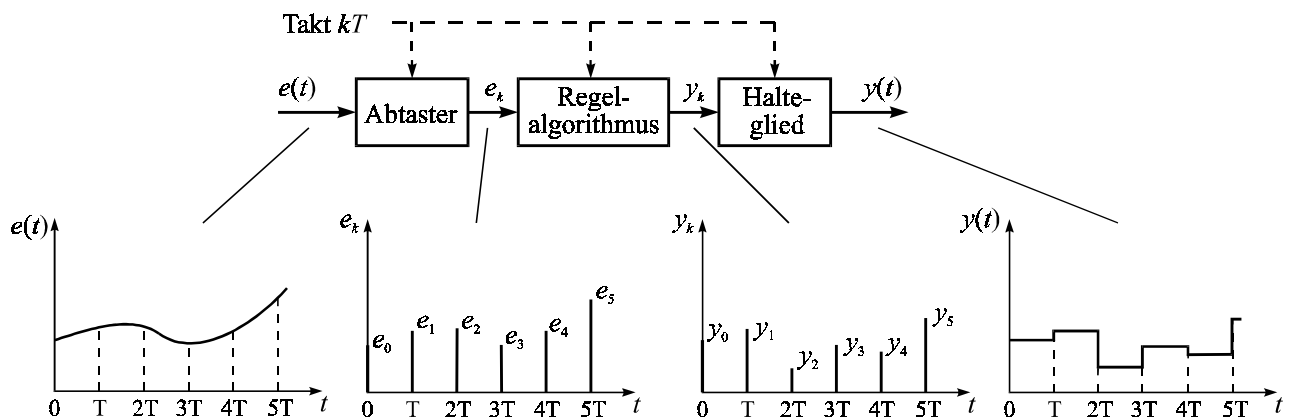 Takt kT
e(t)
Abtaster
e_k
Regel-
algorithmus
y_k
Halte-
glied
y(t)
e(t)
0 T 2T 3T 4T 5T t
e_k
e_0 e_1 e_2 e_3 e_4 e_5
0 T 2T 3T 4T 5T t
y_k
y_0 y_1 y_2 y_3 y_4 y_5
0 T 2T 3T 4T 5T t
y(t)
0 T 2T 3T 4T 5T t